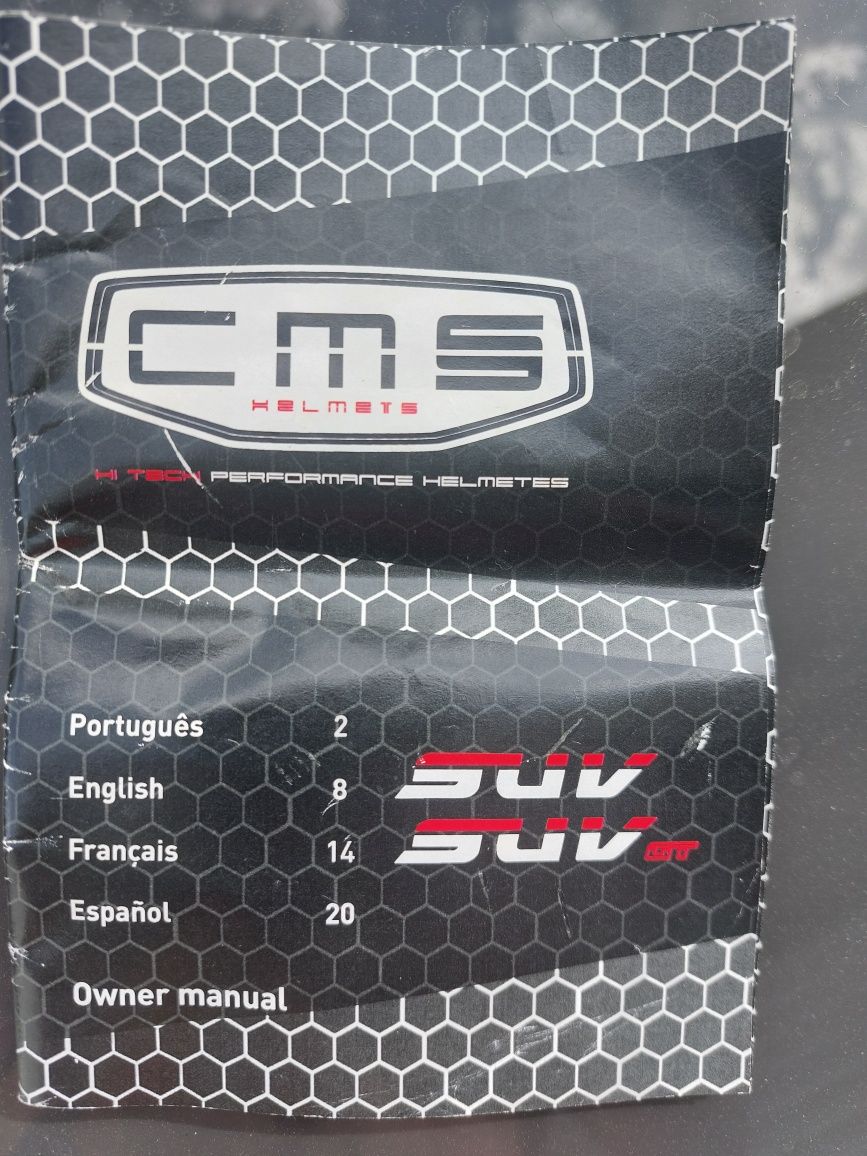 CMS
HELMETS
HI TECH PERFORMANCE HELMETES
Português 2
English 8
Français 14
Español 20
SUV
SUV GT
Owner manual